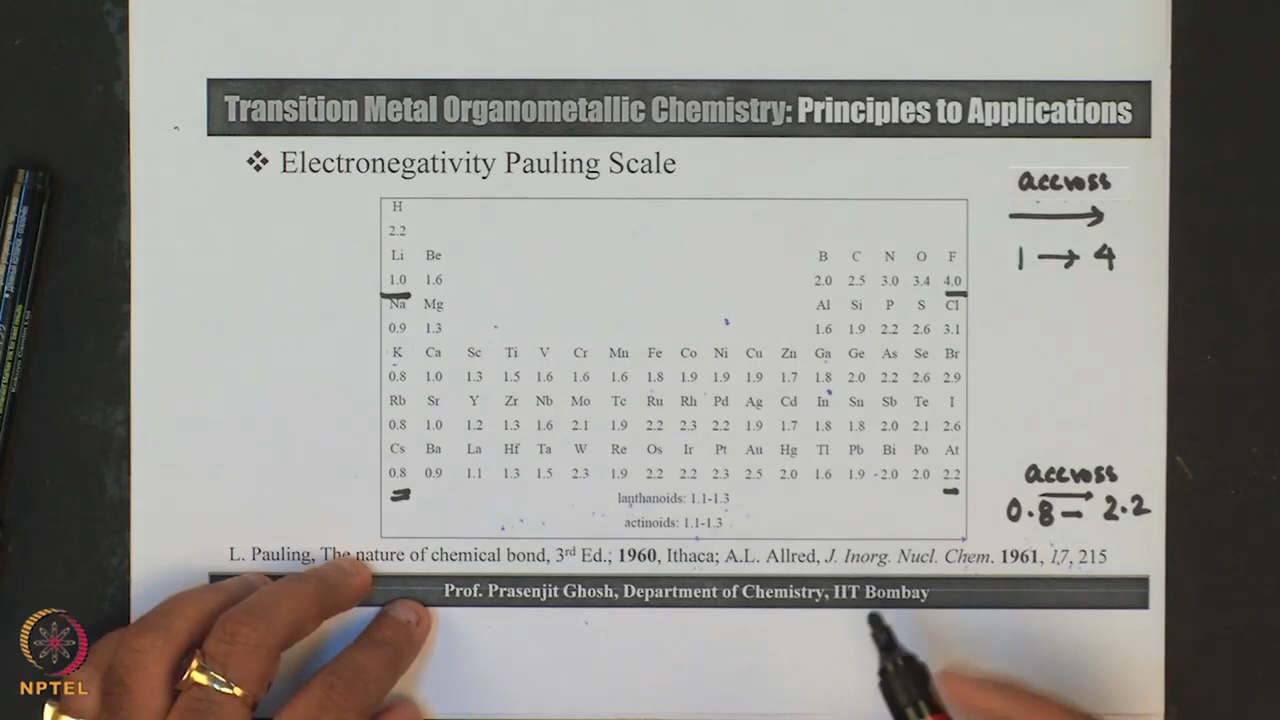 Transition Metal Organometallic Chemistry: Principles to Applications
❖ Electronegativity Pauling Scale
accross
1 → 4
H
2.2
Li Be B C N O F
1.0 1.6 2.0 2.5 3.0 3.4 4.0
Na Mg Al Si P S Cl
0.9 1.3 1.6 1.9 2.2 2.6 3.1
K Ca Sc Ti V Cr Mn Fe Co Ni Cu Zn Ga Ge As Se Br
0.8 1.0 1.3 1.5 1.6 1.6 1.6 1.8 1.9 1.9 1.9 1.7 1.8 2.0 2.2 2.6 2.9
Rb Sr Y Zr Nb Mo Tc Ru Rh Pd Ag Cd In Sn Sb Te I
0.8 1.0 1.2 1.3 1.6 2.1 1.9 2.2 2.3 2.2 1.9 1.7 1.8 1.8 2.0 2.1 2.6
Cs Ba La Hf Ta W Re Os Ir Pt Au Hg Tl Pb Bi Po At
0.8 0.9 1.1 1.3 1.5 2.3 1.9 2.2 2.2 2.3 2.5 2.0 1.6 1.9 2.0 2.0 2.2
lanthanoids: 1.1-1.3
actinoids: 1.1-1.3
accross
0.8 → 2.2
L. Pauling, The nature of chemical bond, 3rd Ed.; 1960, Ithaca; A.L. Allred, J. Inorg. Nucl. Chem. 1961, 17, 215
Prof. Prasenjit Ghosh, Department of Chemistry, IIT Bombay
NPTEL